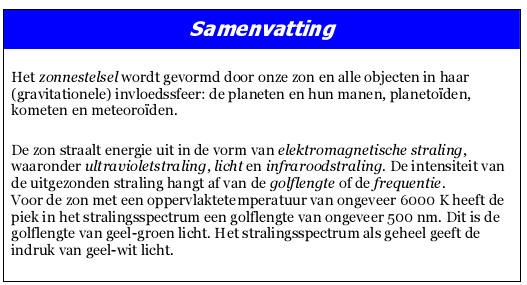 Samenvatting
Het zonnestelsel wordt gevormd door onze zon en alle objecten in haar
(gravitationele) invloedssfeer: de planeten en hun manen, planetoïden,
kometen en meteoroïden.
De zon straalt energie uit in de vorm van elektromagnetische straling,
waaronder ultravioletstraling, licht en infraroodstraling. De intensiteit van
de uitgezonden straling hangt af van de golflengte of de frequentie.
Voor de zon met een oppervlaktetemperatuur van ongeveer 6000 K heeft de
piek in het stralingsspectrum een golflengte van ongeveer 500 nm. Dit is de
golflengte van geel-groen licht. Het stralingsspectrum als geheel geeft de
indruk van geel-wit licht.